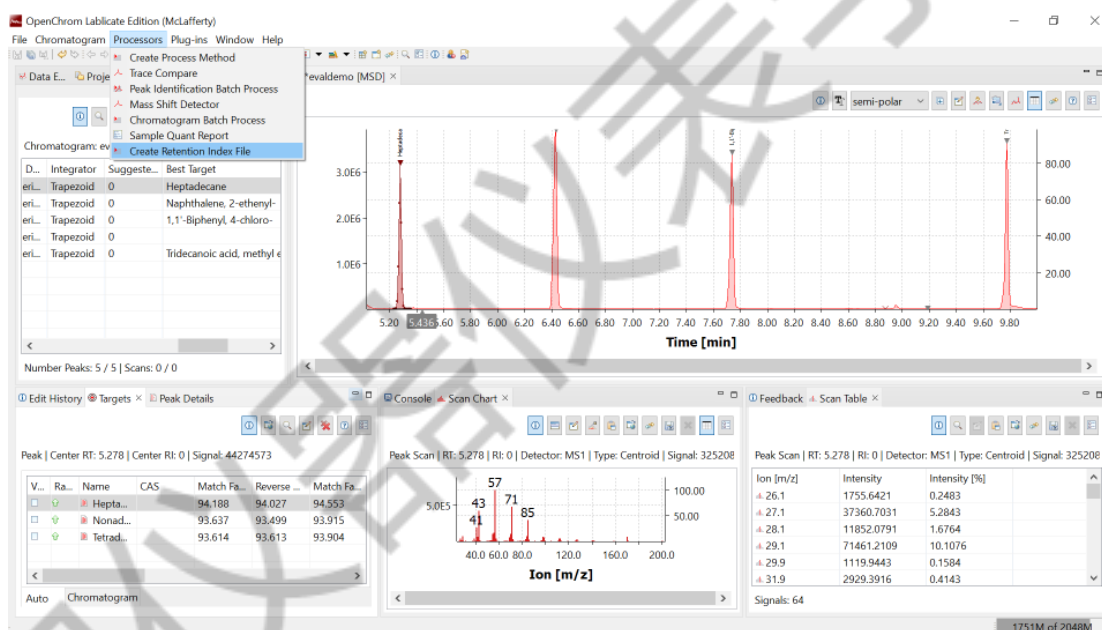 OpenChrom Lablicate Edition (McLafferty)
File Chromatogram Processors Plug-ins Window Help
Create Process Method
Trace Compare
Peak Identification Batch Process
Mass Shift Detector
Chromatogram Batch Process
Sample Quant Report
Create Retention Index File
Data E... Proje
*evaldemo [MSD]
semi-polar
Chromatogram: ev
D... Integrator Suggeste... Best Target
eri... Trapezoid 0 Heptadecane
eri... Trapezoid 0 Naphthalene, 2-ethenyl-
eri... Trapezoid 0 1,1'-Biphenyl, 4-chloro-
eri... Trapezoid 0
eri... Trapezoid 0 Tridecanoic acid, methyl e
Number Peaks: 5 / 5 | Scans: 0 / 0
Heptadeca
3.0E6
2.0E6
1.0E6
80.00
60.00
40.00
20.00
5.20 5.436 5.60 5.80 6.00 6.20 6.40 6.60 6.80 7.00 7.20 7.40 7.60 7.80 8.00 8.20 8.40 8.60 8.80 9.00 9.20 9.40 9.60 9.80
Time [min]
Edit History Targets Peak Details
Peak | Center RT: 5.278 | Center RI: 0 | Signal: 44274573
V... Ra... Name CAS Match Fa... Reverse ... Match Fa...
Hepta... 94.188 94.027 94.553
Nonad... 93.637 93.499 93.915
Tetrad... 93.614 93.613 93.904
Auto Chromatogram
Console Scan Chart
Peak Scan | RT: 5.278 | RI: 0 | Detector: MS1 | Type: Centroid | Signal: 325208
5.0E5
57
43
71
41
85
100.00
50.00
40.0 60.0 80.0 120.0 160.0 200.0
Ion [m/z]
Feedback Scan Table
Peak Scan | RT: 5.278 | RI: 0 | Detector: MS1 | Type: Centroid | Signal: 325208
Ion [m/z] Intensity Intensity [%]
26.1 1755.6421 0.2483
27.1 37360.7031 5.2843
28.1 11852.0791 1.6764
29.1 71461.2109 10.1076
29.9 1119.9443 0.1584
31.9 2929.3916 0.4143
Signals: 64
1751M of 2048M